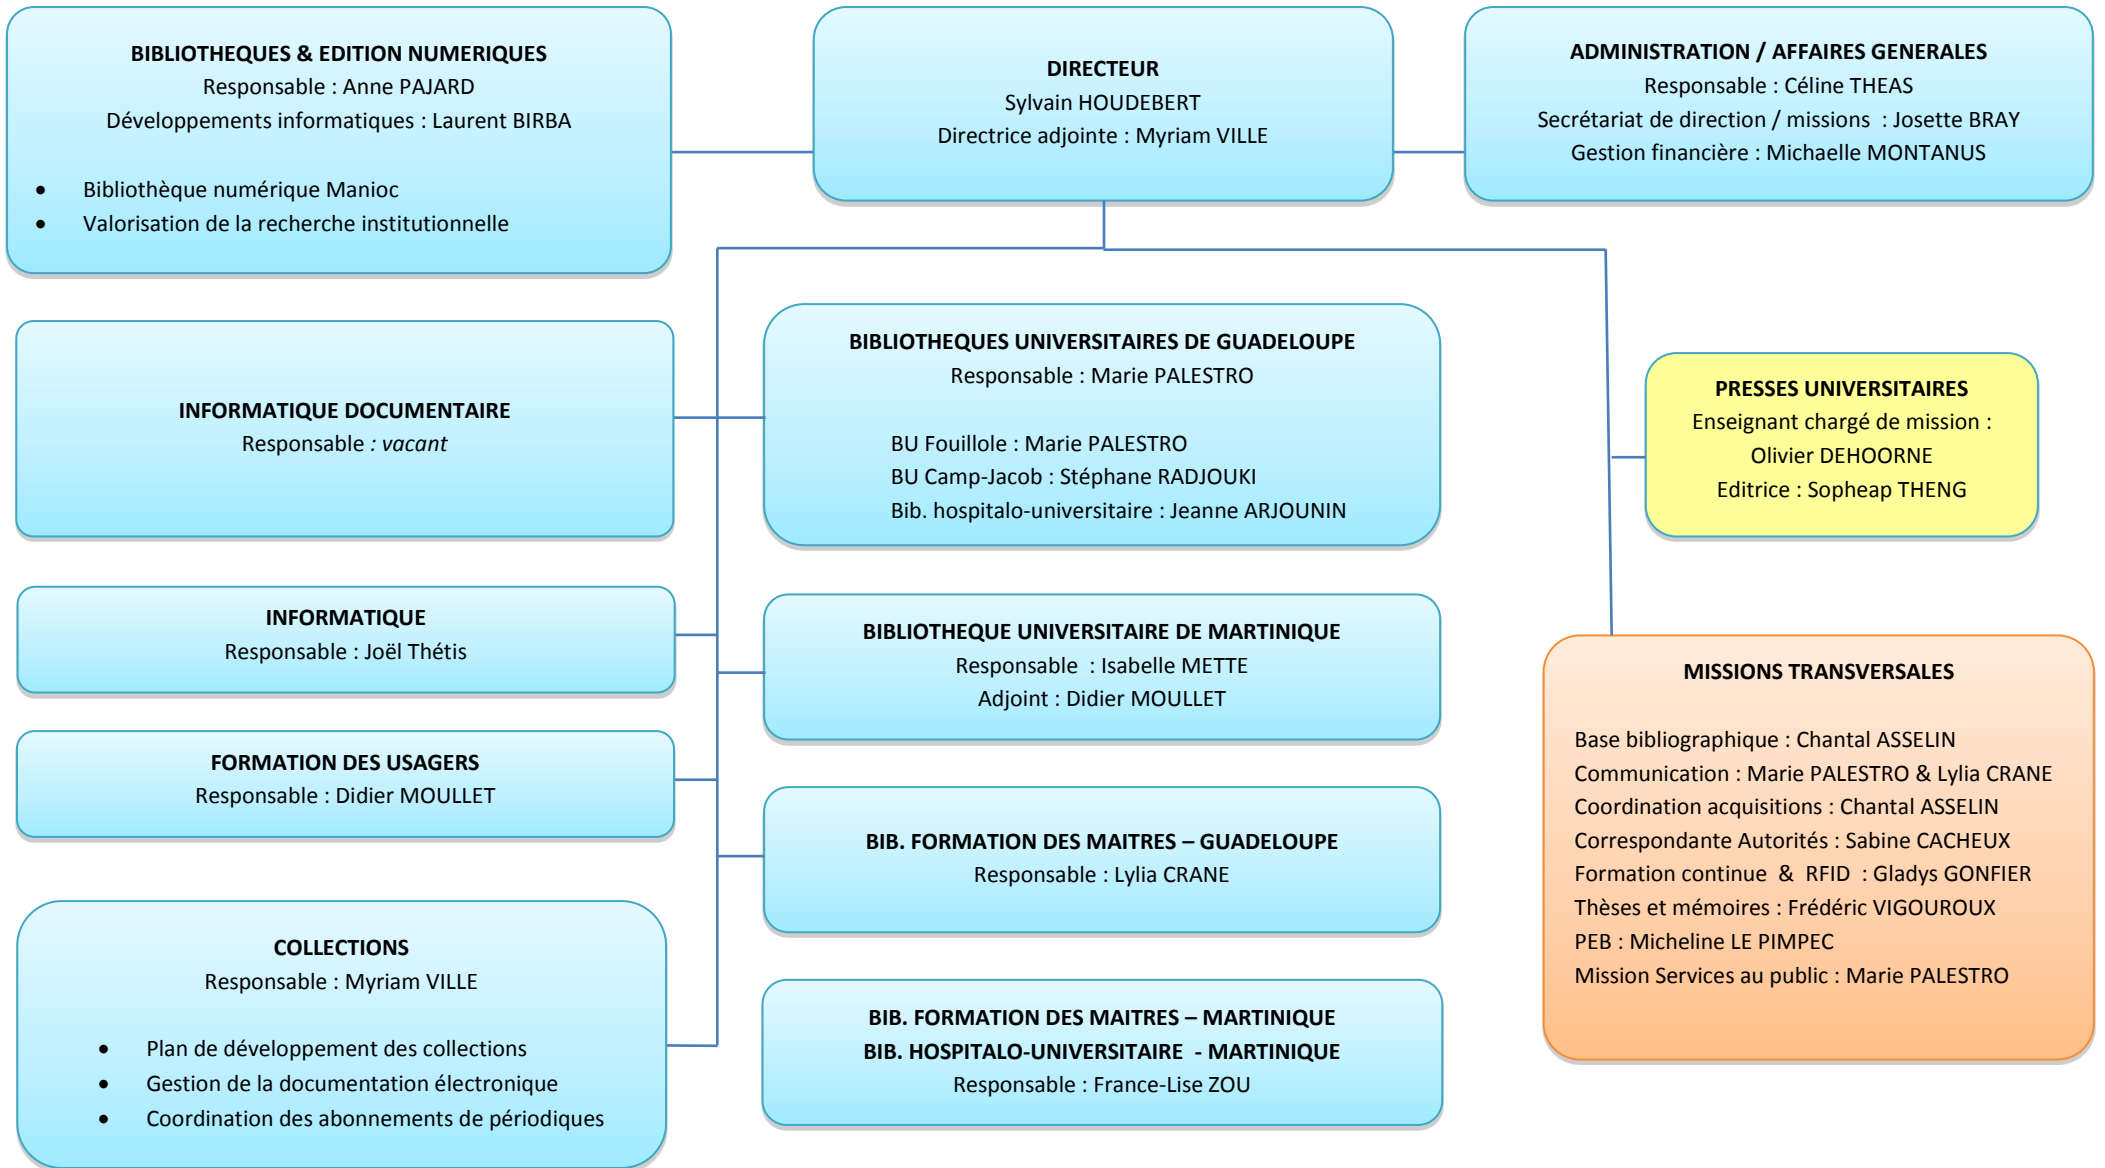 BIBLIOTHEQUES & EDITION NUMERIQUES
Responsable : Anne PAJARD
Développements informatiques : Laurent BIRBA
• Bibliothèque numérique Manioc
• Valorisation de la recherche institutionnelle
DIRECTEUR
Sylvain HOUDEBERT
Directrice adjointe : Myriam VILLE
ADMINISTRATION / AFFAIRES GENERALES
Responsable : Céline THEAS
Secrétariat de direction / missions : Josette BRAY
Gestion financière : Michaelle MONTANUS
INFORMATIQUE DOCUMENTAIRE
Responsable : vacant
BIBLIOTHEQUES UNIVERSITAIRES DE GUADELOUPE
Responsable : Marie PALESTRO
BU Fouillole : Marie PALESTRO
BU Camp-Jacob : Stéphane RADJOUKI
Bib. hospitalo-universitaire : Jeanne ARJOUNIN
PRESSES UNIVERSITAIRES
Enseignant chargé de mission :
Olivier DEHOORNE
Editrice : Sopheap THENG
INFORMATIQUE
Responsable : Joël Thétis
BIBLIOTHEQUE UNIVERSITAIRE DE MARTINIQUE
Responsable : Isabelle METTE
Adjoint : Didier MOULLET
FORMATION DES USAGERS
Responsable : Didier MOULLET
BIB. FORMATION DES MAITRES – GUADELOUPE
Responsable : Lylia CRANE
MISSIONS TRANSVERSALES
Base bibliographique : Chantal ASSELIN
Communication : Marie PALESTRO & Lylia CRANE
Coordination acquisitions : Chantal ASSELIN
Correspondante Autorités : Sabine CACHEUX
Formation continue & RFID : Gladys GONFIER
Thèses et mémoires : Frédéric VIGOUROUX
PEB : Micheline LE PIMPEC
Mission Services au public : Marie PALESTRO
COLLECTIONS
Responsable : Myriam VILLE
• Plan de développement des collections
• Gestion de la documentation électronique
• Coordination des abonnements de périodiques
BIB. FORMATION DES MAITRES – MARTINIQUE
BIB. HOSPITALO-UNIVERSITAIRE - MARTINIQUE
Responsable : France-Lise ZOU